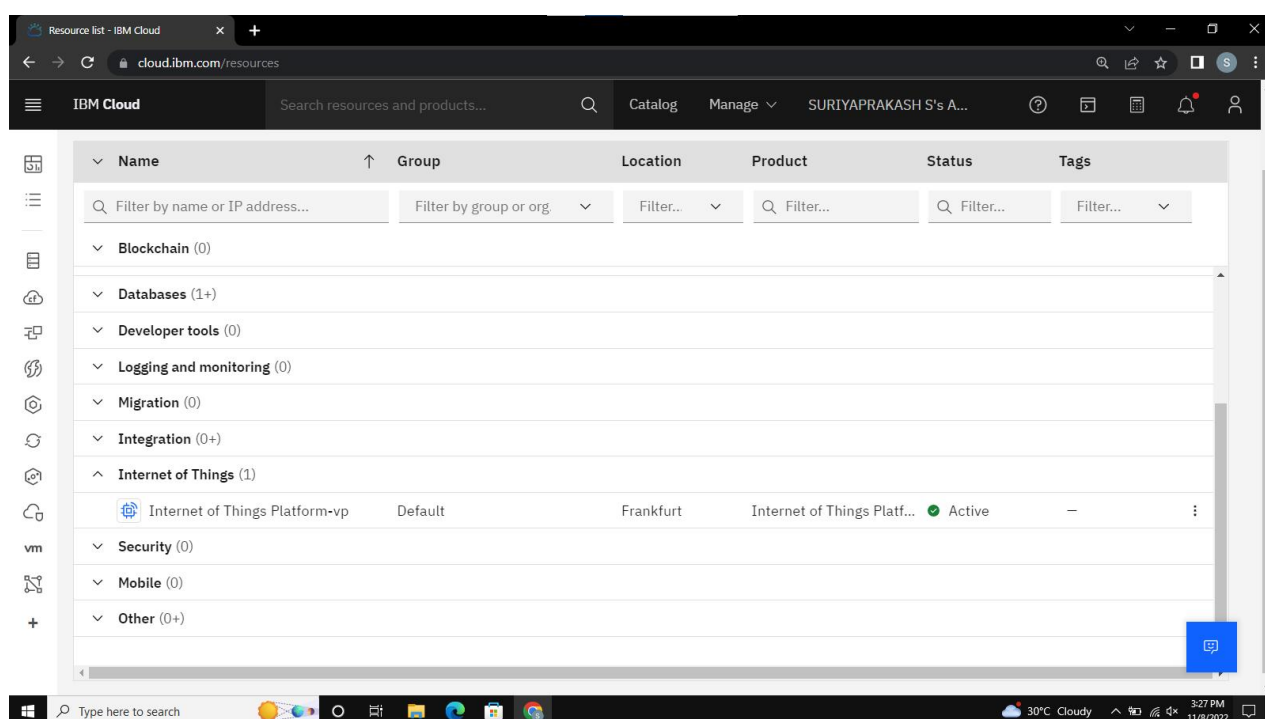 Resource list - IBM Cloud
cloud.ibm.com/resources
IBM Cloud Search resources and products... Catalog Manage SURIYAPRAKASH S's A...
S
Name Group Location Product Status Tags
Filter by name or IP address... Filter by group or org Filter... Filter... Filter... Filter...
Blockchain (0)
Databases (1+)
Developer tools (0)
Logging and monitoring (0)
Migration (0)
Integration (0+)
Internet of Things (1)
Internet of Things Platform-vp Default Frankfurt Internet of Things Platf... Active –
Security (0)
vm
Mobile (0)
Other (0+)
Type here to search 30°C Cloudy 3:27 PM
11/8/2022